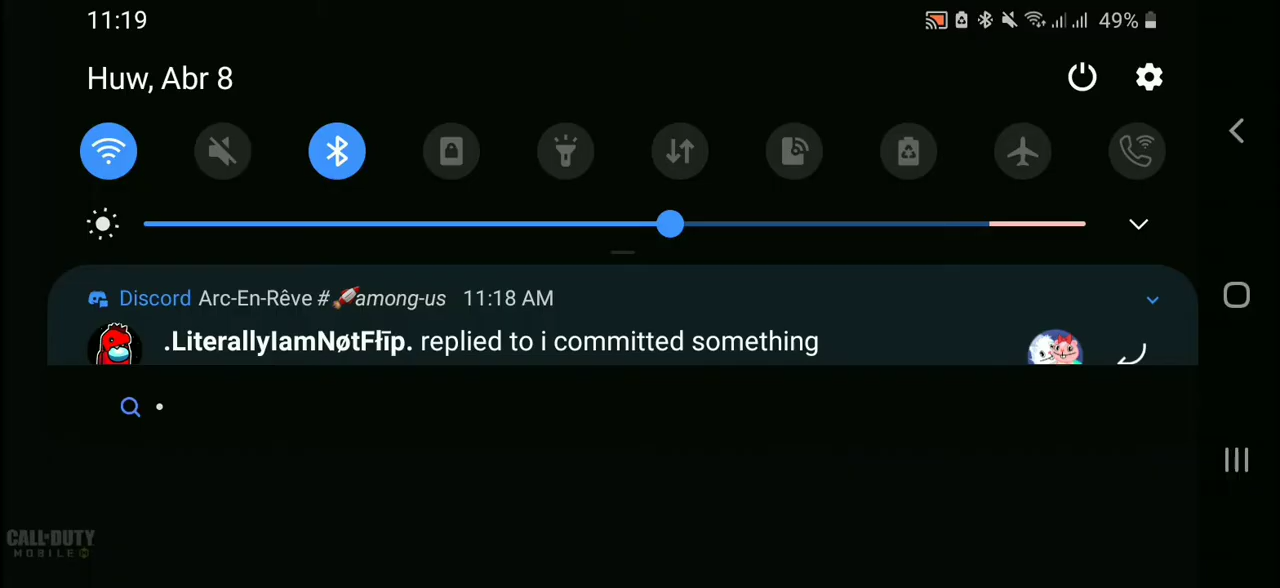 11:19
49%
Huw, Abr 8
Discord Arc-En-Rêve # 🚀among-us 11:18 AM
.LiterallyIamNøtFłīp. replied to i committed something
CALL·DUTY
MOBILE